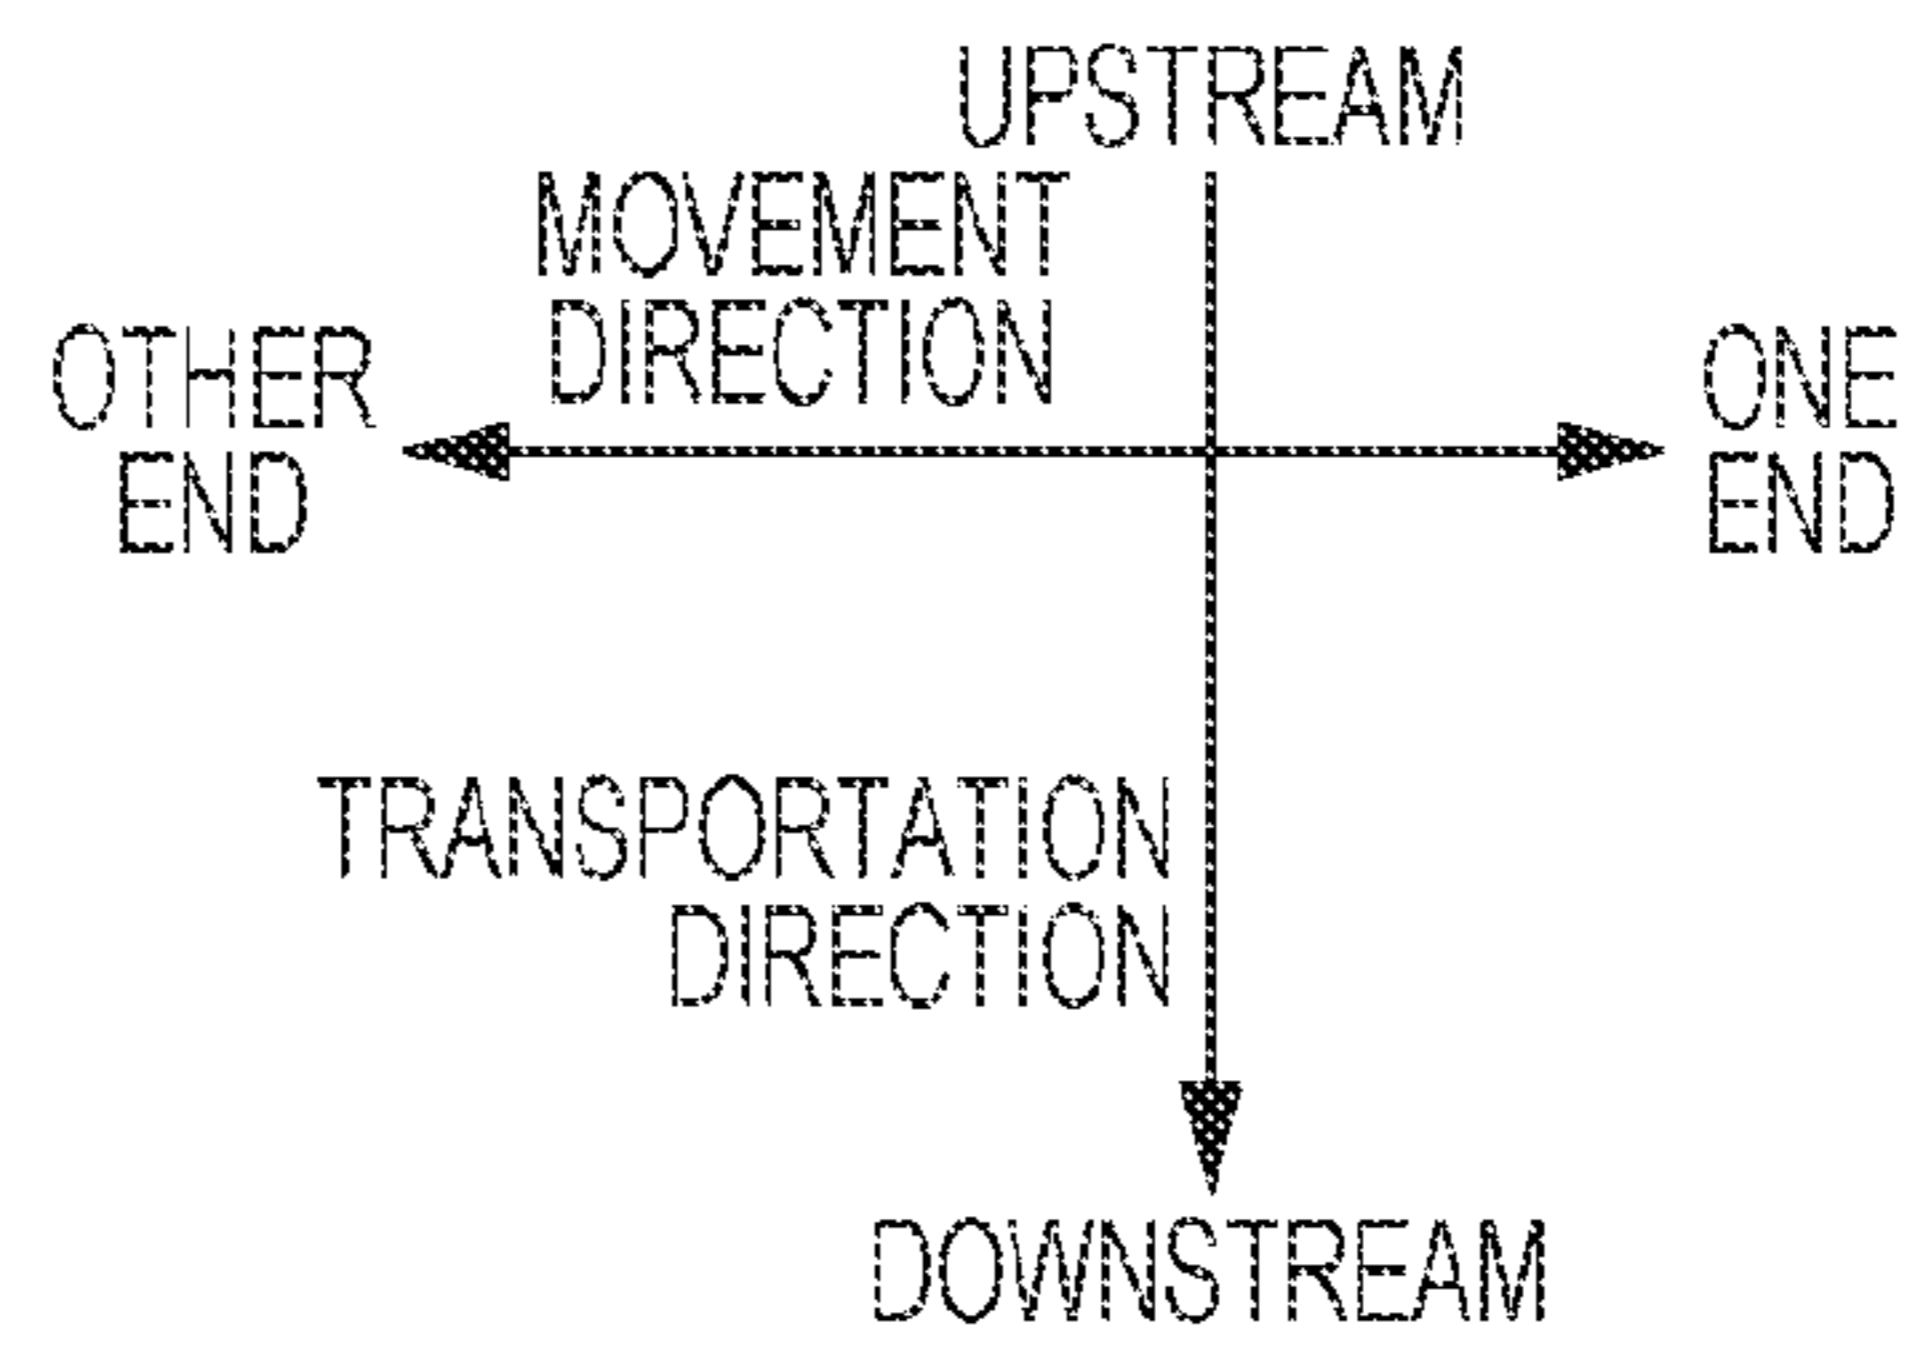 UPSTREAM
MOVEMENT
DIRECTION
OTHER
END
ONE
END
TRANSPORTATION
DIRECTION
DOWNSTREAM